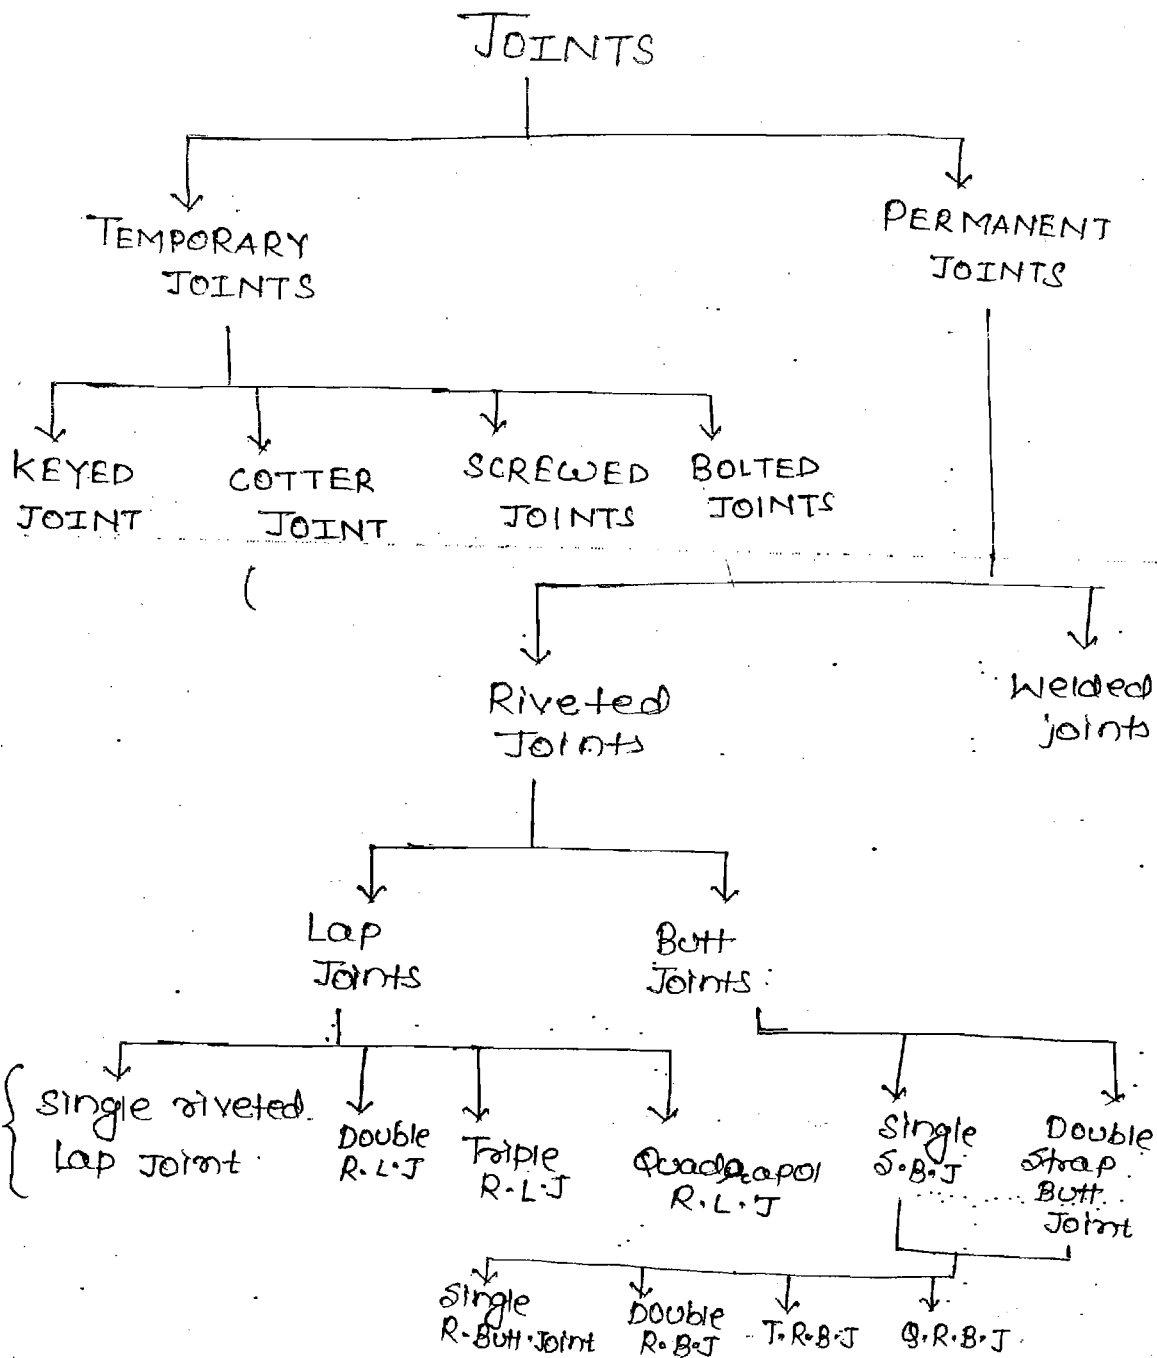 JOINTS
TEMPORARY
JOINTS
PERMANENT
JOINTS
KEYED
JOINT
COTTER
JOINT
SCREWED
JOINTS
BOLTED
JOINTS
Riveted
Joints
Welded
joints
Lap
Joints
Butt
Joints
Single riveted
Lap Joint
Double
R.L.J
Triple
R.L.J
R.L.J
Single
S.B.J
Double
Strap
Butt
Joint
Single
R.Butt.Joint
Double
R.B.J
T.R.B.J
Q.R.B.J